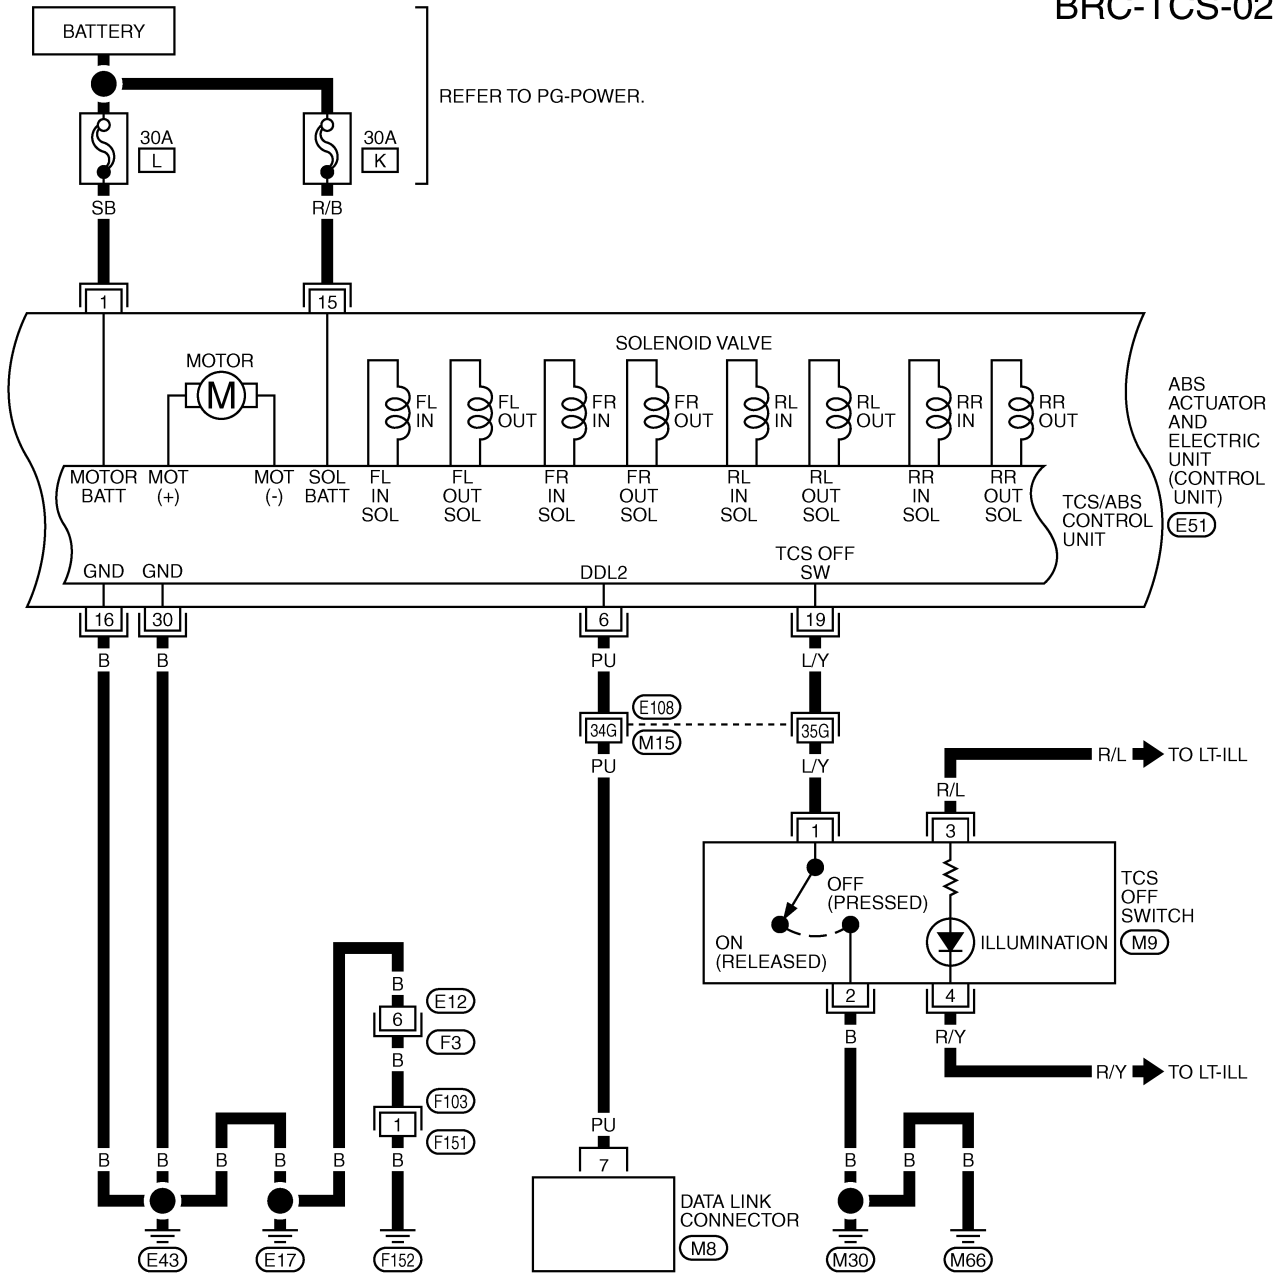 BRC-TCS-02
BATTERY
REFER TO PG-POWER.
30A
L
30A
K
SB
R/B
1
15
SOLENOID VALVE
MOTOR
M
FL
IN
FL
OUT
FR
IN
FR
OUT
RL
IN
RL
OUT
RR
IN
RR
OUT
ABS
ACTUATOR
AND
ELECTRIC
UNIT
(CONTROL
UNIT)
E51
MOTOR
BATT
MOT
(+)
MOT
(-)
SOL
BATT
FL
IN
SOL
FL
OUT
SOL
FR
IN
SOL
FR
OUT
SOL
RL
IN
SOL
RL
OUT
SOL
RR
IN
SOL
RR
OUT
SOL
TCS/ABS
CONTROL
UNIT
GND
GND
DDL2
TCS OFF
SW
16
30
6
19
B
B
PU
L/Y
E108
34G
35G
M15
PU
L/Y
R/L
TO LT-ILL
R/L
1
3
OFF
(PRESSED)
ON
(RELEASED)
ILLUMINATION
TCS
OFF
SWITCH
M9
2
4
B
R/Y
R/Y
TO LT-ILL
B
E12
6
F3
B
F103
1
F151
PU
B
B
B
B
B
B
B
B
B
7
DATA LINK
CONNECTOR
M8
E43
E17
F152
M30
M66